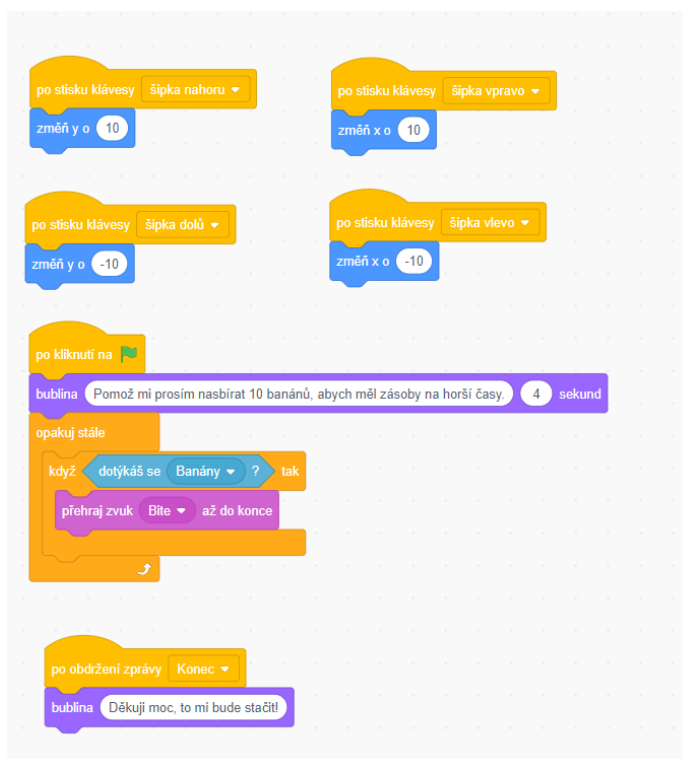 po stisku klávesy šipka nahoru
změň y o 10
po stisku klávesy šipka vpravo
změň x o 10
po stisku klávesy šipka dolů
změň y o -10
po stisku klávesy šipka vlevo
změň x o -10
po kliknutí na
bublina Pomož mi prosím nasbírat 10 banánů, abych měl zásoby na horší časy. 4 sekund
opakuj stále
když dotýkáš se Banány ? tak
přehraj zvuk Bite až do konce
po obdržení zprávy Konec
bublina Děkuji moc, to mi bude stačit!